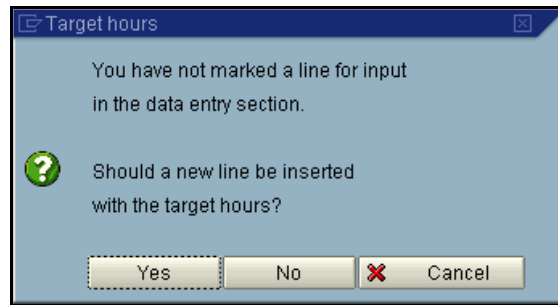 Target hours
You have not marked a line for input
in the data entry section.
Should a new line be inserted
with the target hours?
Yes No Cancel